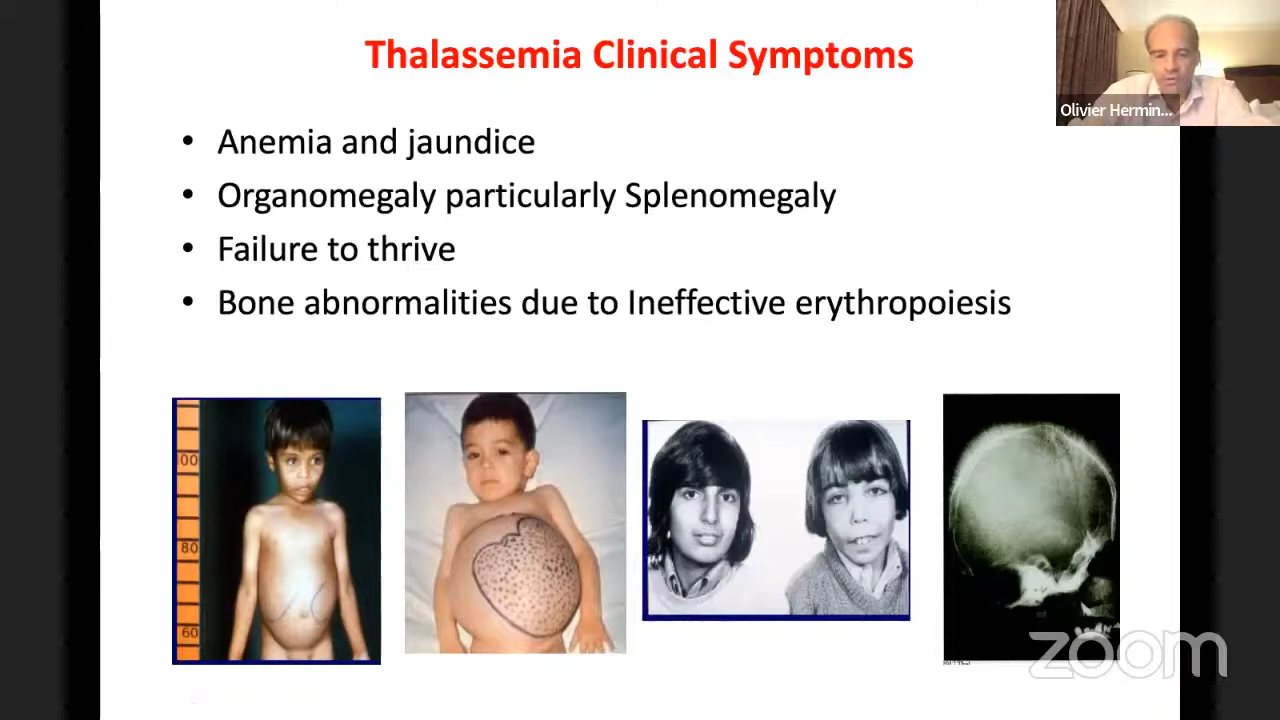 Thalassemia Clinical Symptoms
Olivier Hermin...
• Anemia and jaundice
• Organomegaly particularly Splenomegaly
• Failure to thrive
• Bone abnormalities due to Ineffective erythropoiesis
100
80
60
zoom